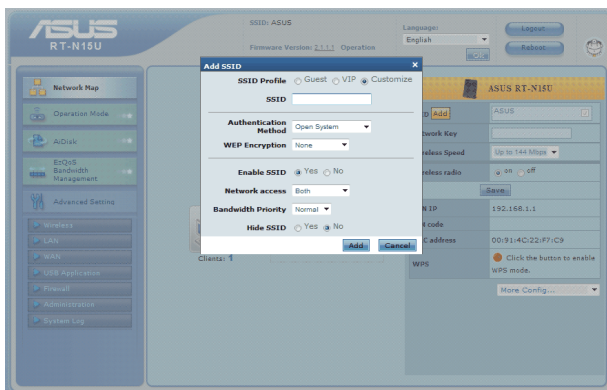 ASUS
RT-N15U
SSID: ASUS
Firmware Version: 1.1.1.1 Operation
Language:
English
Logout
Reboot
Network Map
Operation Mode
AiDisk
EzQoS
Bandwidth
Management
Advanced Setting
Wireless
LAN
WAN
USB Application
Firewall
Administration
System Log
Clients: 1
Add SSID x
SSID Profile Guest VIP Customize
SSID
Authentication
Method Open System
WEP Encryption None
Enable SSID Yes No
Network access Both
Bandwidth Priority Normal
Hide SSID Yes No
Add Cancel
ASUS RT-N15U
D Add ASUS
twork Key
reless Speed Up to 144 Mbps
reless radio on off
Save
N IP 192.168.1.1
code
C address 00:91:4C:22:F7:C9
WPS Click the button to enable
WPS mode.
More Config...